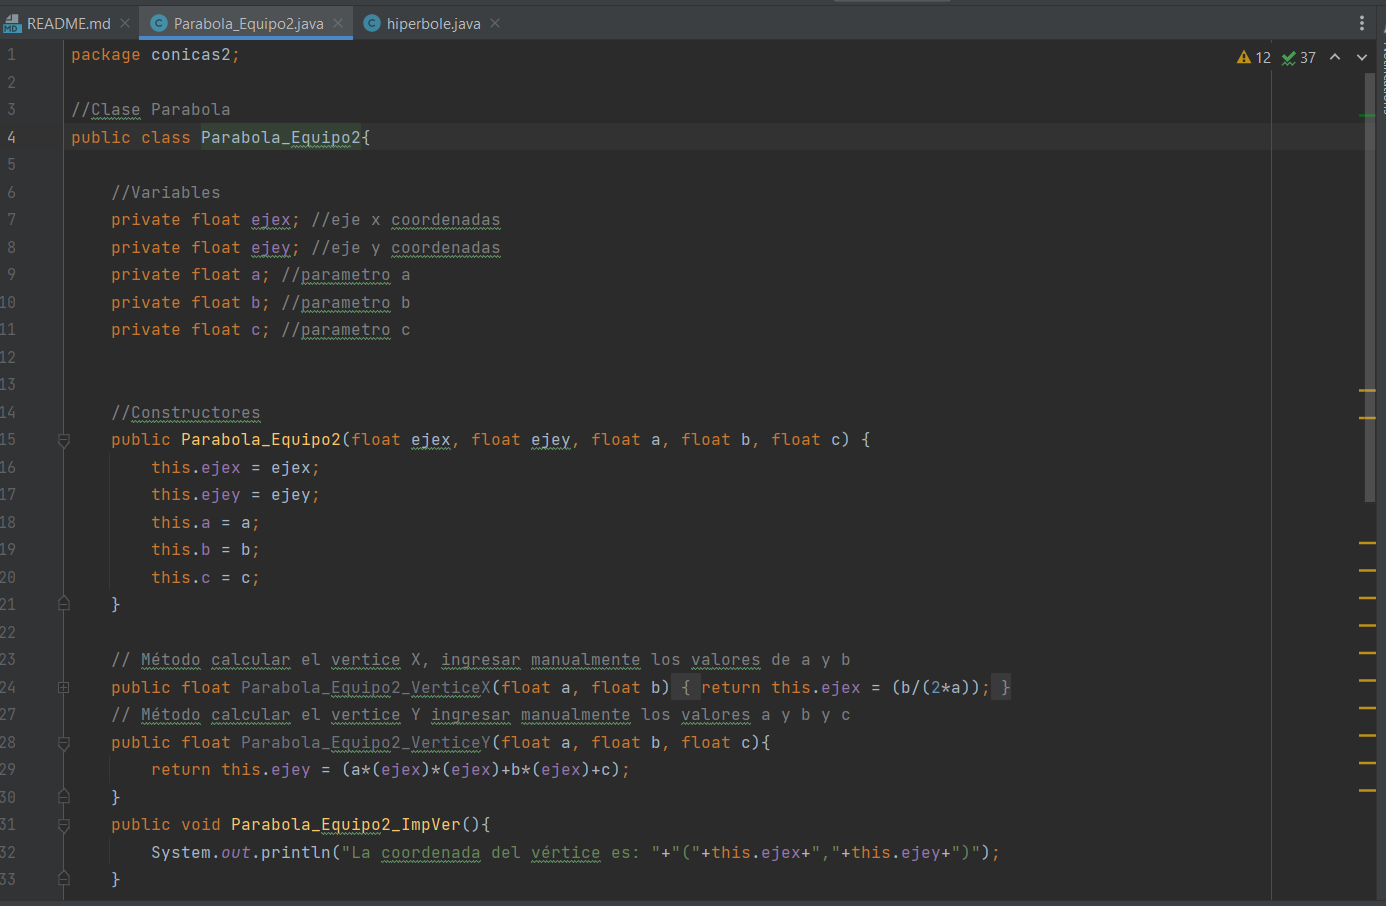 README.md Parabola_Equipo2.java hiperbole.java
12 37
1 package conicas2;
2
3 //Clase Parabola
4 public class Parabola_Equipo2{
5
6 //Variables
7 private float ejex; //eje x coordenadas
8 private float ejey; //eje y coordenadas
9 private float a; //parametro a
10 private float b; //parametro b
11 private float c; //parametro c
12
13
14 //Constructores
15 public Parabola_Equipo2(float ejex, float ejey, float a, float b, float c) {
16 this.ejex = ejex;
17 this.ejey = ejey;
18 this.a = a;
19 this.b = b;
20 this.c = c;
21 }
22
23 // Método calcular el vertice X, ingresar manualmente los valores de a y b
24 public float Parabola_Equipo2_VerticeX(float a, float b) { return this.ejex = (b/(2*a)); }
27 // Método calcular el vertice Y ingresar manualmente los valores a y b y c
28 public float Parabola_Equipo2_VerticeY(float a, float b, float c){
29 return this.ejey = (a*(ejex)*(ejex)+b*(ejex)+c);
30 }
31 public void Parabola_Equipo2_ImpVer(){
32 System.out.println("La coordenada del vértice es: "+"("+this.ejex+","+this.ejey+")");
33 }